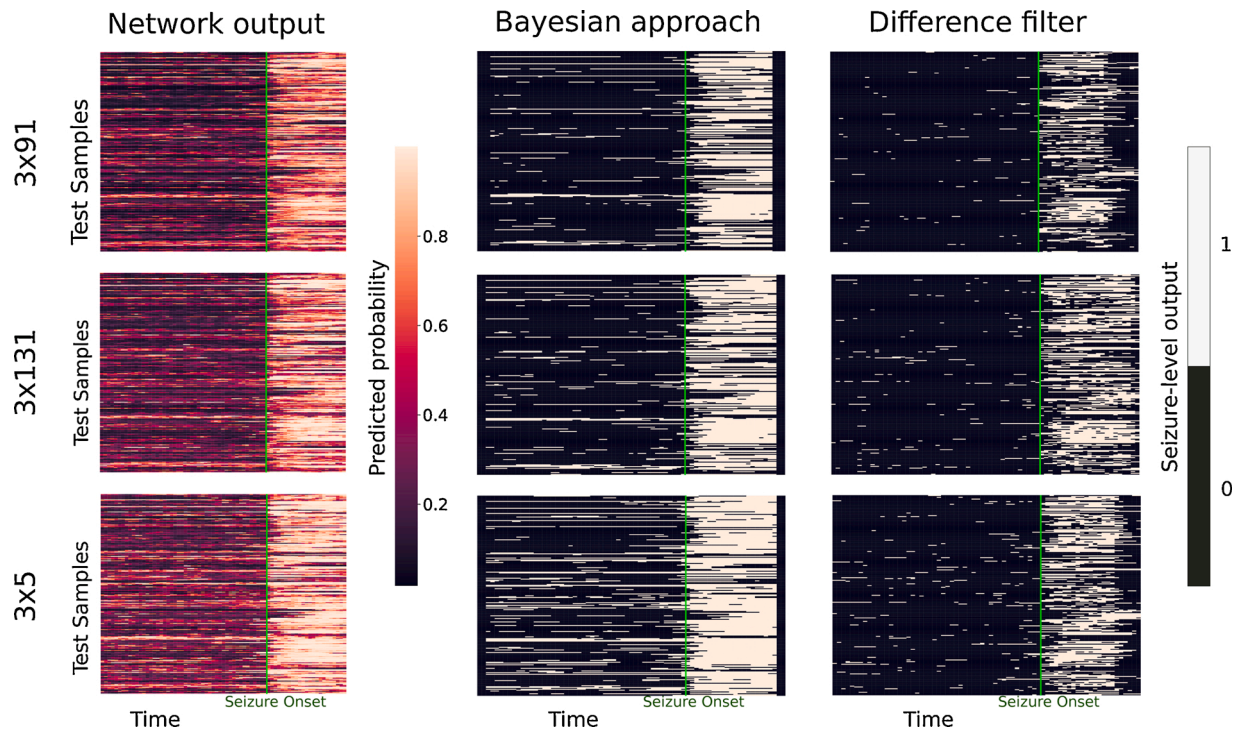 Network output
Bayesian approach
Difference filter
3x91
Test Samples
3x131
Test Samples
3x5
Test Samples
0.8
0.6
0.4
0.2
Predicted probability
1
0
Seizure-level output
Seizure Onset
Seizure Onset
Seizure Onset
Time
Time
Time